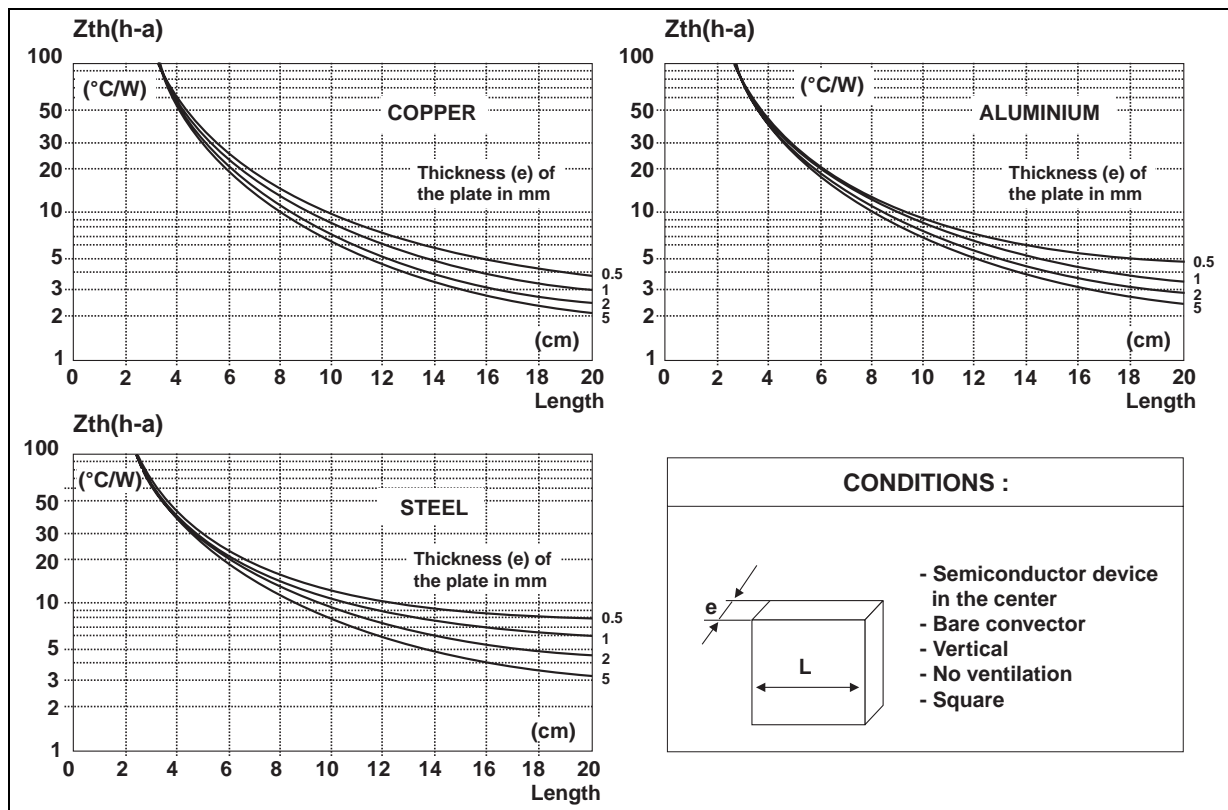 Zth(h-a)
100
50
30
20
10
5
3
2
1
(°C/W)
COPPER
Thickness (e) of
the plate in mm
0.5
1
2
5
(cm)
0 2 4 6 8 10 12 14 16 18 20
Length
Zth(h-a)
100
50
30
20
10
5
3
2
1
(°C/W)
ALUMINIUM
Thickness (e) of
the plate in mm
0.5
1
2
5
(cm)
0 2 4 6 8 10 12 14 16 18 20
Length
Zth(h-a)
100
50
30
20
10
5
3
2
1
(°C/W)
STEEL
Thickness (e) of
the plate in mm
0.5
1
2
5
(cm)
0 2 4 6 8 10 12 14 16 18 20
Length
CONDITIONS :
e
L
- Semiconductor device
in the center
- Bare convector
- Vertical
- No ventilation
- Square